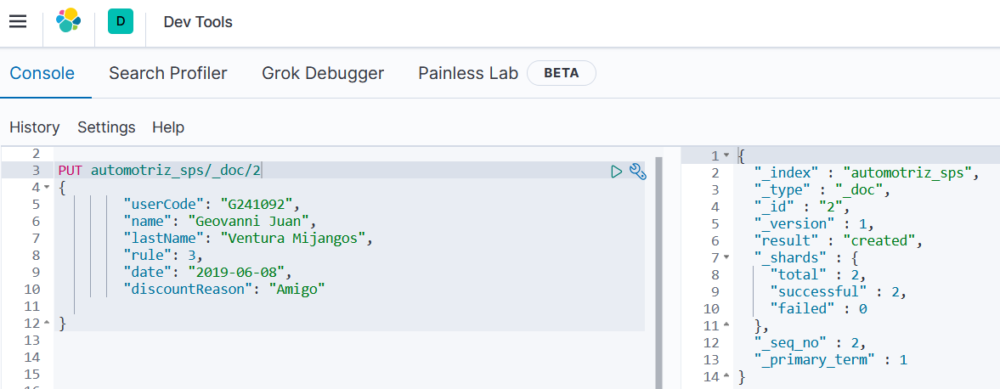 D
Dev Tools
Console
Search Profiler
Grok Debugger
Painless Lab
BETA
History
Settings
Help
2
3 PUT automotriz_sps/_doc/2
4 {
5 "userCode": "G241092",
6 "name": "Geovanni Juan",
7 "lastName": "Ventura Mijangos",
8 "rule": 3,
9 "date": "2019-06-08",
10 "discountReason": "Amigo"
11
12 }
13
14
15
1 {
2 "_index" : "automotriz_sps",
3 "_type" : "_doc",
4 "_id" : "2",
5 "_version" : 1,
6 "result" : "created",
7 "_shards" : {
8 "total" : 2,
9 "successful" : 2,
10 "failed" : 0
11 },
12 "_seq_no" : 2,
13 "_primary_term" : 1
14 }